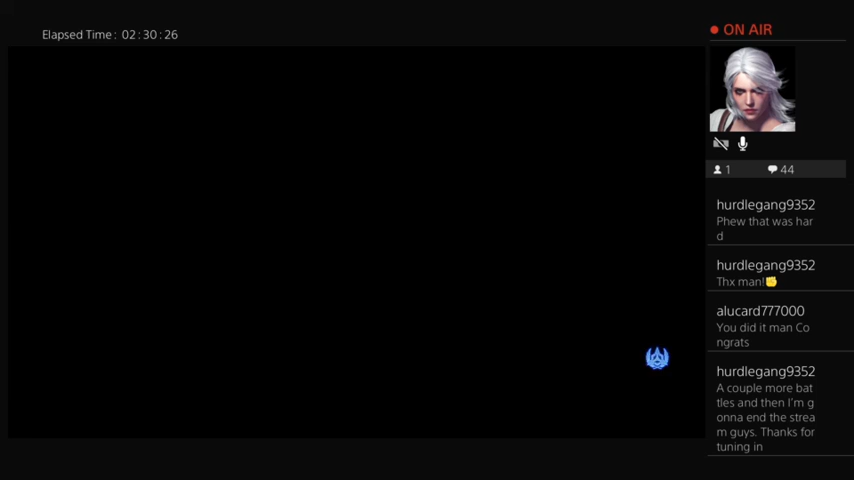 Elapsed Time: 02:30:26
ON AIR
1 44
hurdlegang9352
Phew that was har
d
hurdlegang9352
Thx man!✊
alucard777000
You did it man Co
ngrats
hurdlegang9352
A couple more bat
tles and then I'm g
onna end the strea
m guys. Thanks for
tuning in